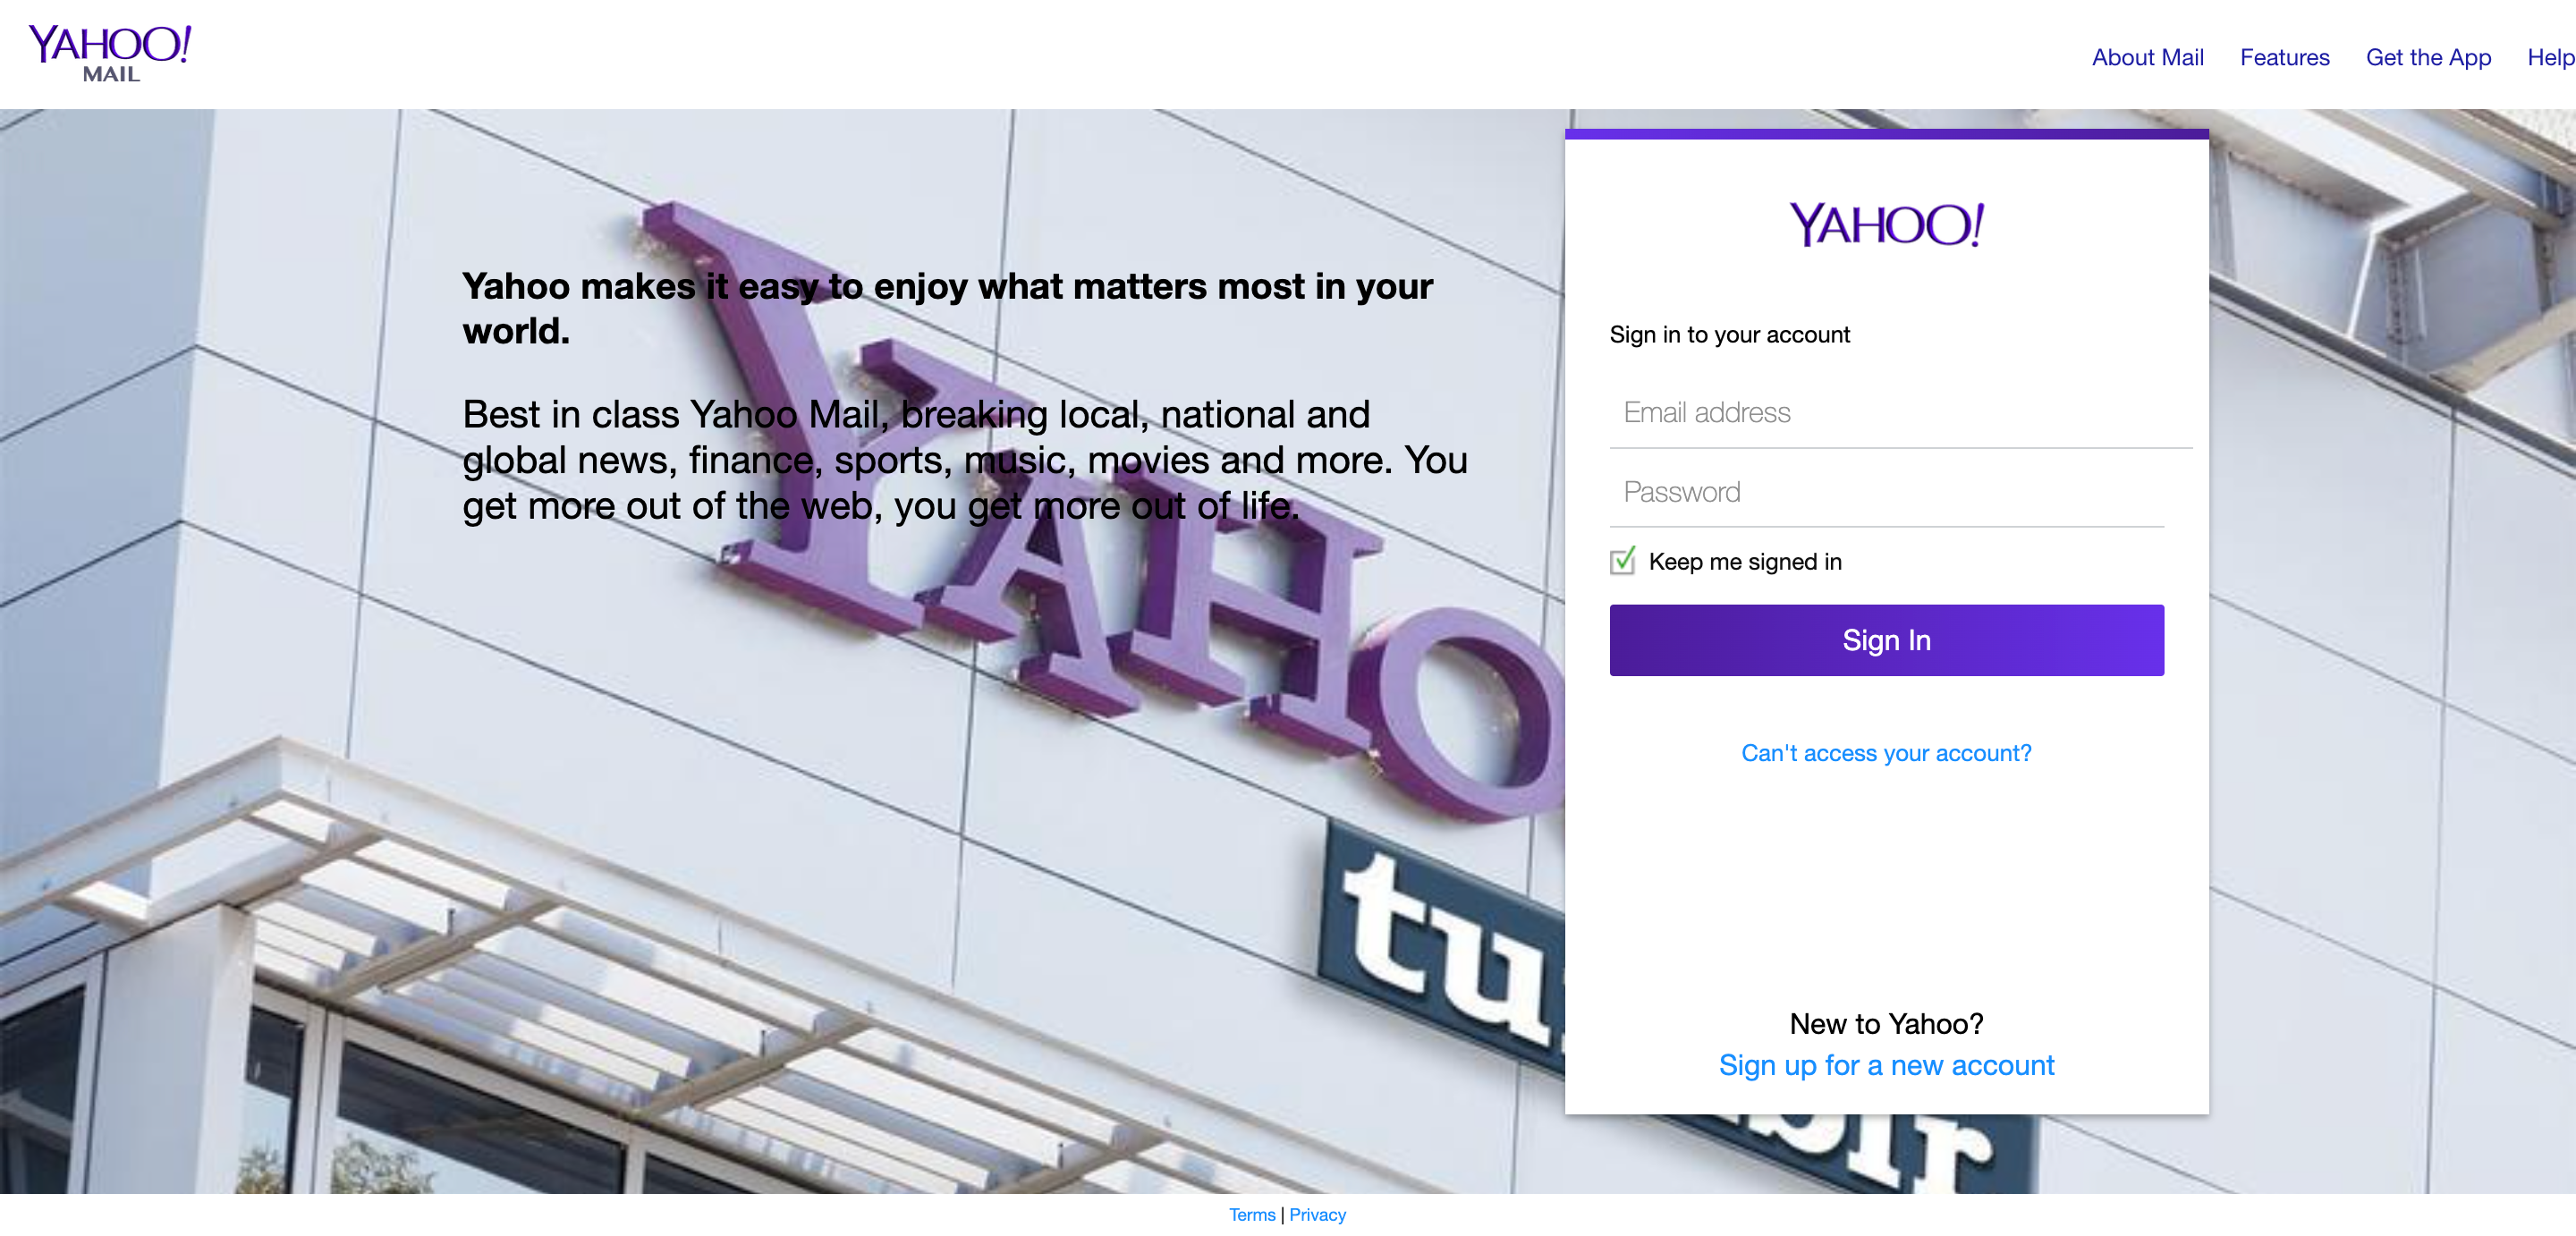 YAHOO!
MAIL
About Mail
Features
Get the App
Help
Yahoo makes it easy to enjoy what matters most in your
world.
Best in class Yahoo Mail, breaking local, national and
global news, finance, sports, music, movies and more. You
get more out of the web, you get more out of life.
YAHO
tu
blr
YAHOO!
Sign in to your account
Email address
Password
Keep me signed in
Sign In
Can't access your account?
New to Yahoo?
Sign up for a new account
Terms | Privacy